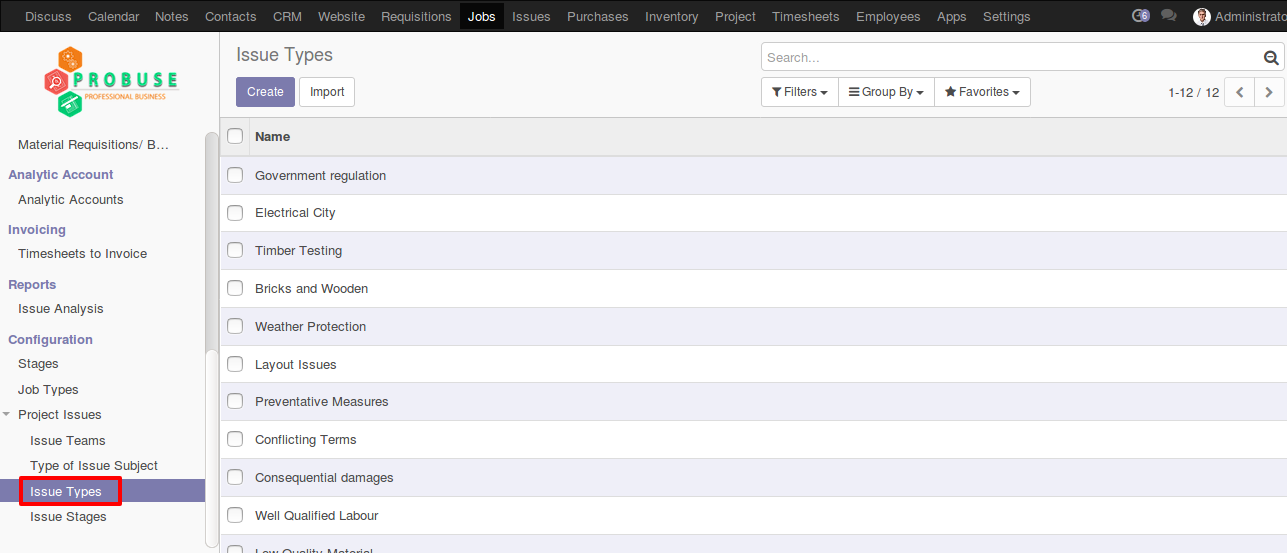 Discuss Calendar Notes Contacts CRM Website Requisitions Jobs Issues Purchases Inventory Project Timesheets Employees Apps Settings 6 Administrato
PROBUSE
PROFESSIONAL BUSINESS
Material Requisitions/ B...
Analytic Account
Analytic Accounts
Invoicing
Timesheets to Invoice
Reports
Issue Analysis
Configuration
Stages
Job Types
Project Issues
Issue Teams
Type of Issue Subject
Issue Types
Issue Stages
Issue Types
Search...
Create Import
Filters Group By Favorites 1-12 / 12
Name
Government regulation
Electrical City
Timber Testing
Bricks and Wooden
Weather Protection
Layout Issues
Preventative Measures
Conflicting Terms
Consequential damages
Well Qualified Labour
Low Quality Material